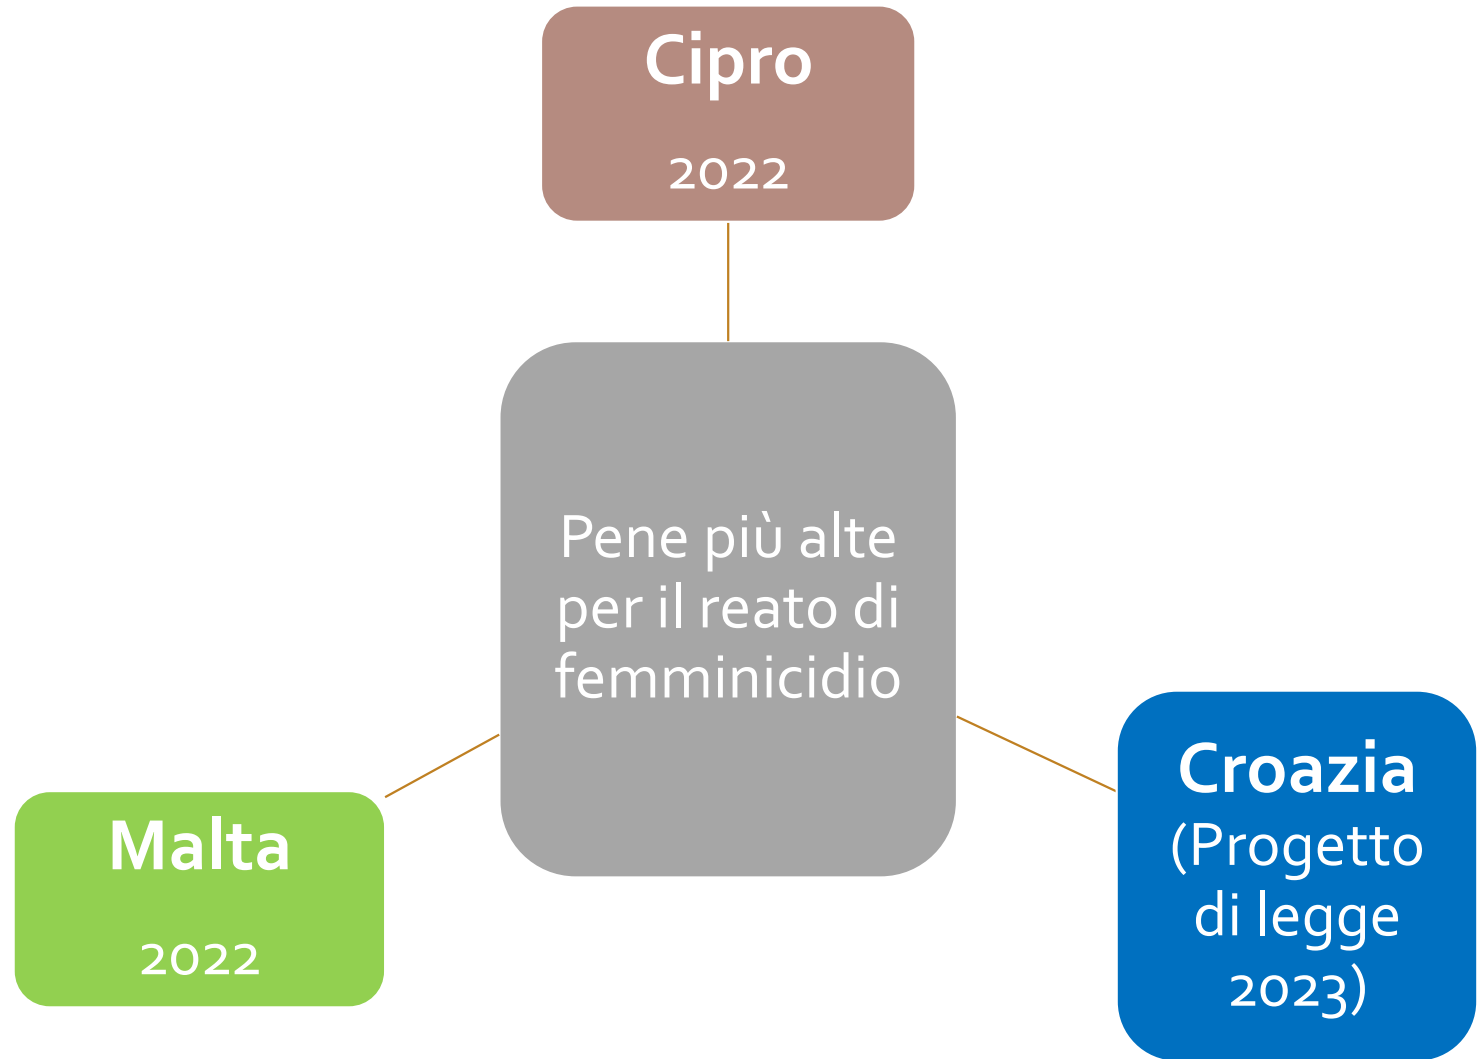 Cipro
2022
Pene più alte
per il reato di
femminicidio
Malta
2022
Croazia
(Progetto
di legge
2023)